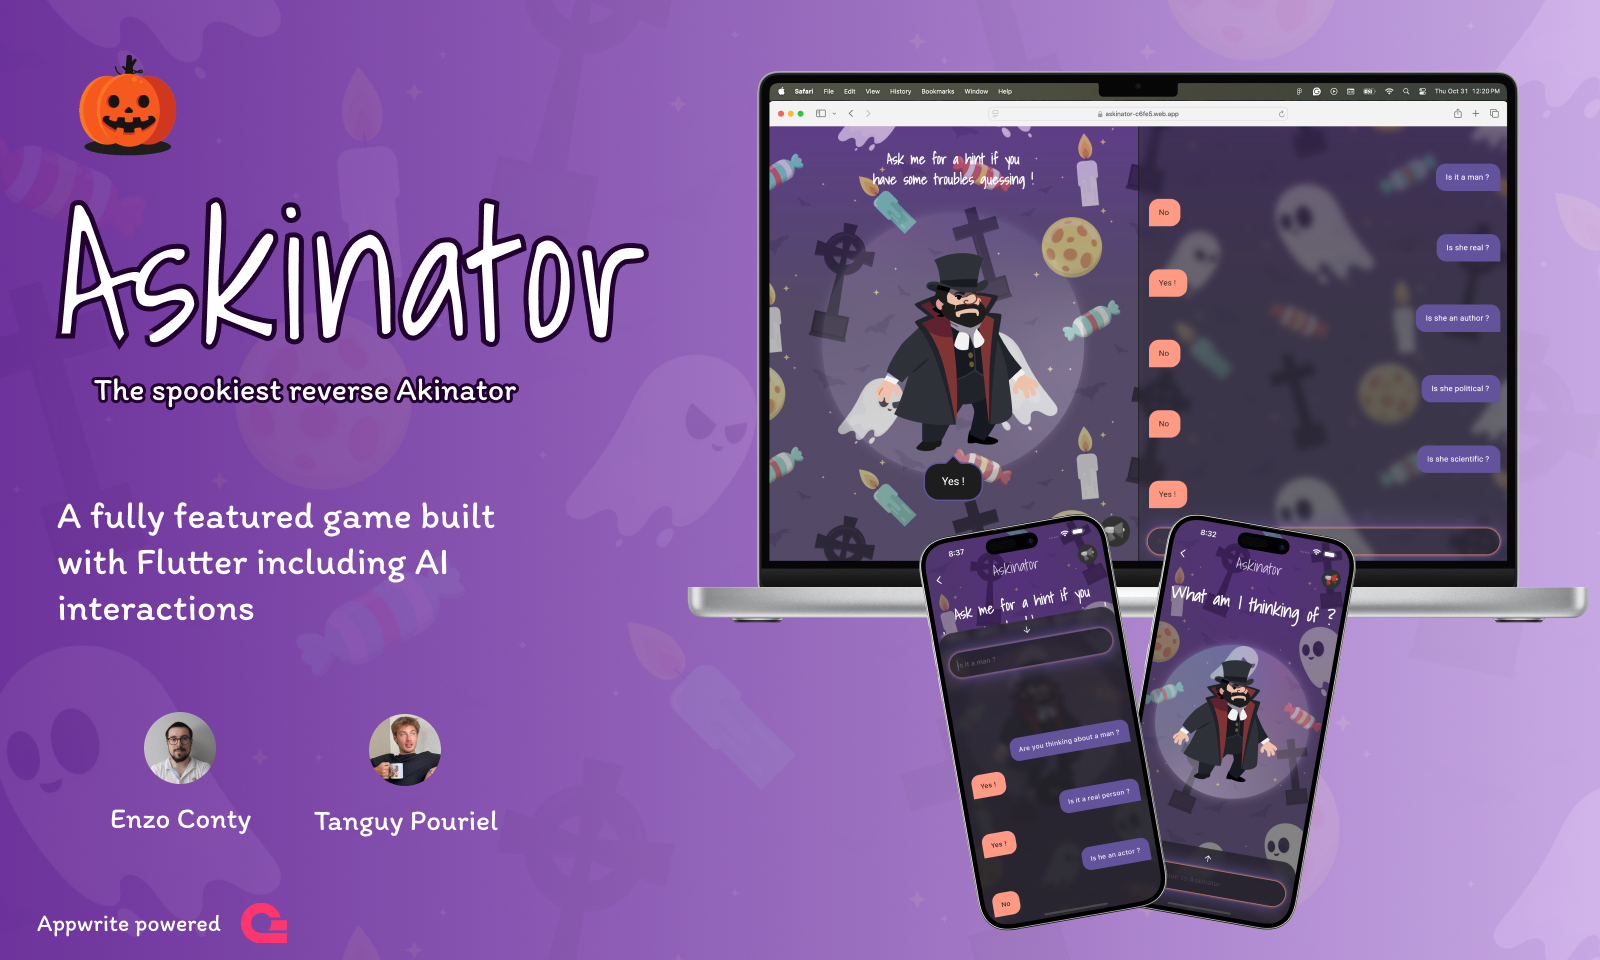 Askinator
The spookiest reverse Akinator
A fully featured game built
with Flutter including AI
interactions
Enzo Conty
Tanguy Pouriel
Appwrite powered
Safari File Edit View History Bookmarks Window Help
Thu Oct 31 12:20 PM
askinator-c6fe5.web.app
Ask me for a hint if you
have some troubles guessing !
Yes !
Is it a man ?
No
Is she real ?
Yes !
Is she an author ?
No
Is she political ?
No
Is she scientific ?
Yes !
8:37
Askinator
Ask me for a hint if you
Is it a man ?
Are you thinking about a man ?
Yes !
Is it a real person ?
Yes !
Is he an actor ?
No
8:32
Askinator
What am I thinking of ?